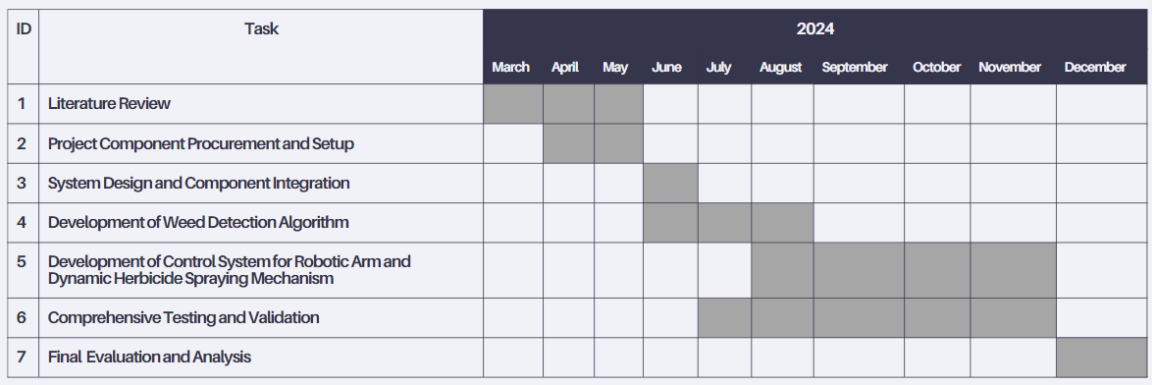 ID Task 2024
March April May June July August September October November December
1 Literature Review
2 Project Component Procurement and Setup
3 System Design and Component Integration
4 Development of Weed Detection Algorithm
5 Development of Control System for Robotic Arm and
Dynamic Herbicide Spraying Mechanism
6 Comprehensive Testing and Validation
7 Final Evaluation and Analysis